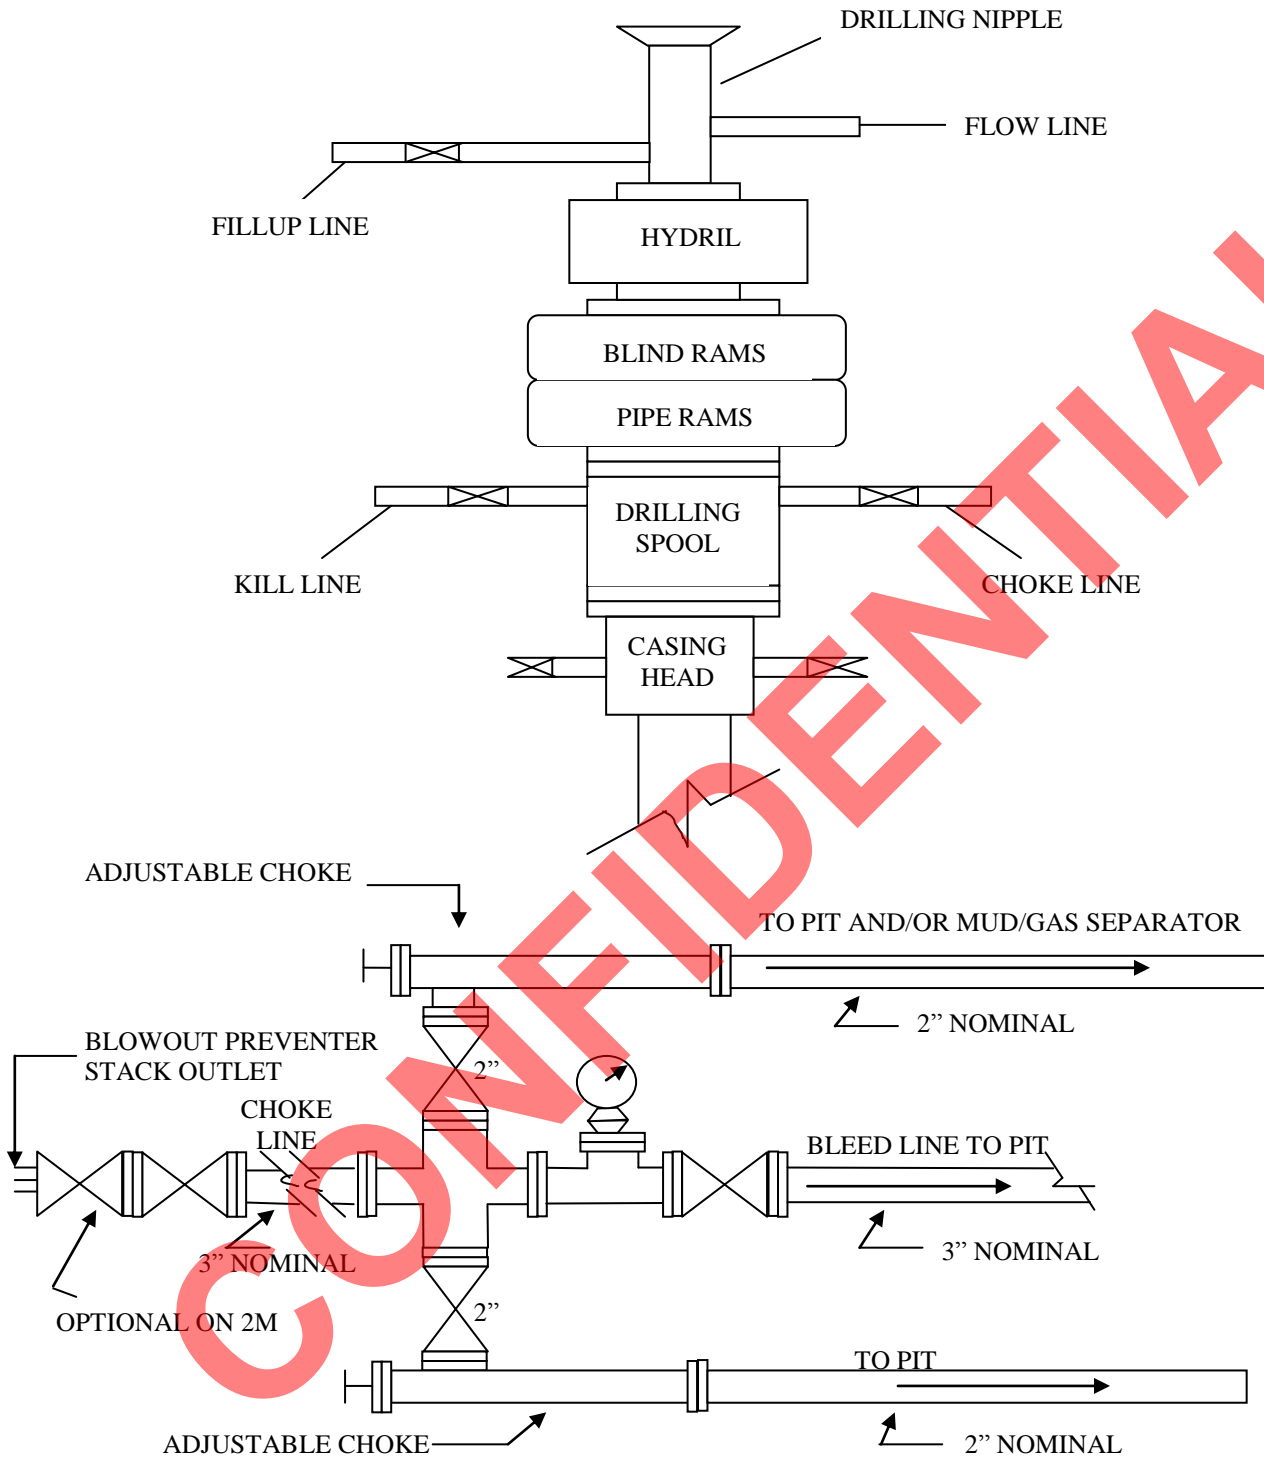 DRILLING NIPPLE
FLOW LINE
FILLUP LINE
HYDRIL
BLIND RAMS
PIPE RAMS
DRILLING
SPOOL
KILL LINE
CHOKE LINE
CASING
HEAD
ADJUSTABLE CHOKE
TO PIT AND/OR MUD/GAS SEPARATOR
2” NOMINAL
BLOWOUT PREVENTER
STACK OUTLET
2”
CHOKE
LINE
BLEED LINE TO PIT
3” NOMINAL
3” NOMINAL
OPTIONAL ON 2M
2”
TO PIT
ADJUSTABLE CHOKE
2” NOMINAL
CONFIDENTIAL